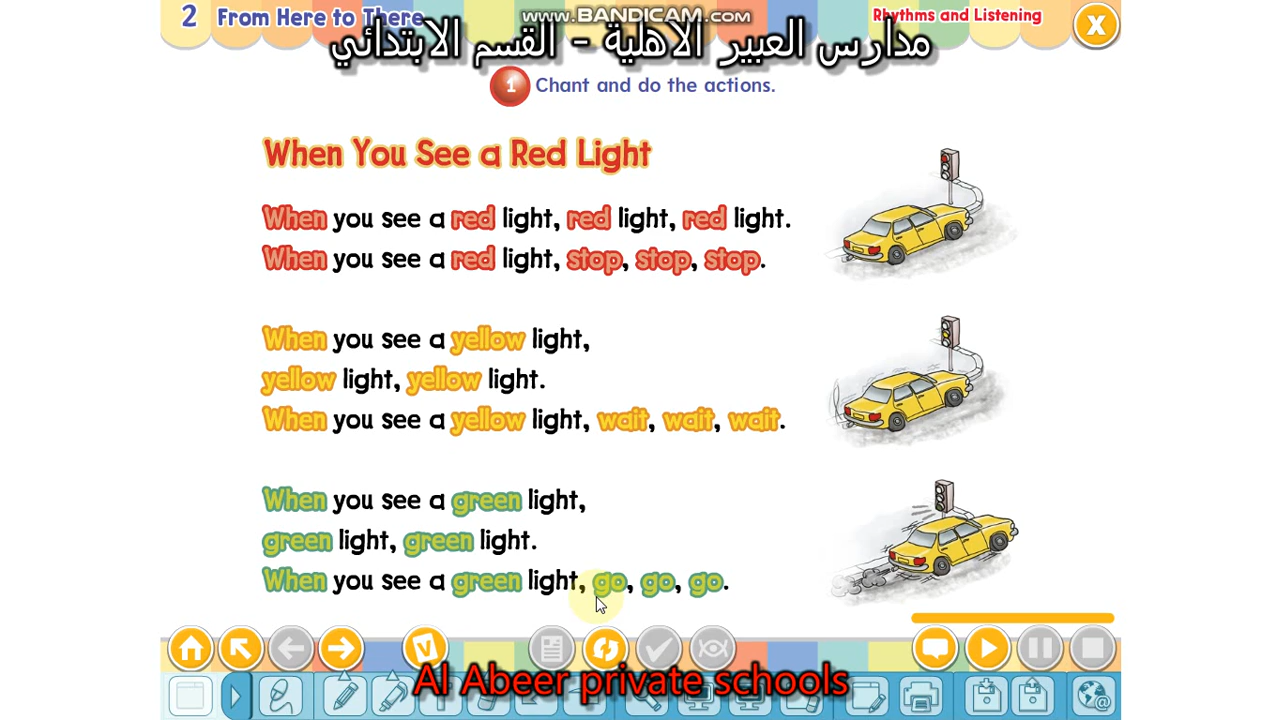 2 From Here to There
www.BANDICAM.com
Rhythms and Listening
X
مدارس العبير الاهلية - القسم الابتدائي
1 Chant and do the actions.
When You See a Red Light
When you see a red light, red light, red light.
When you see a red light, stop, stop, stop.
When you see a yellow light,
yellow light, yellow light.
When you see a yellow light, wait, wait, wait.
When you see a green light,
green light, green light.
When you see a green light, go, go, go.
V
Al Abeer private schools